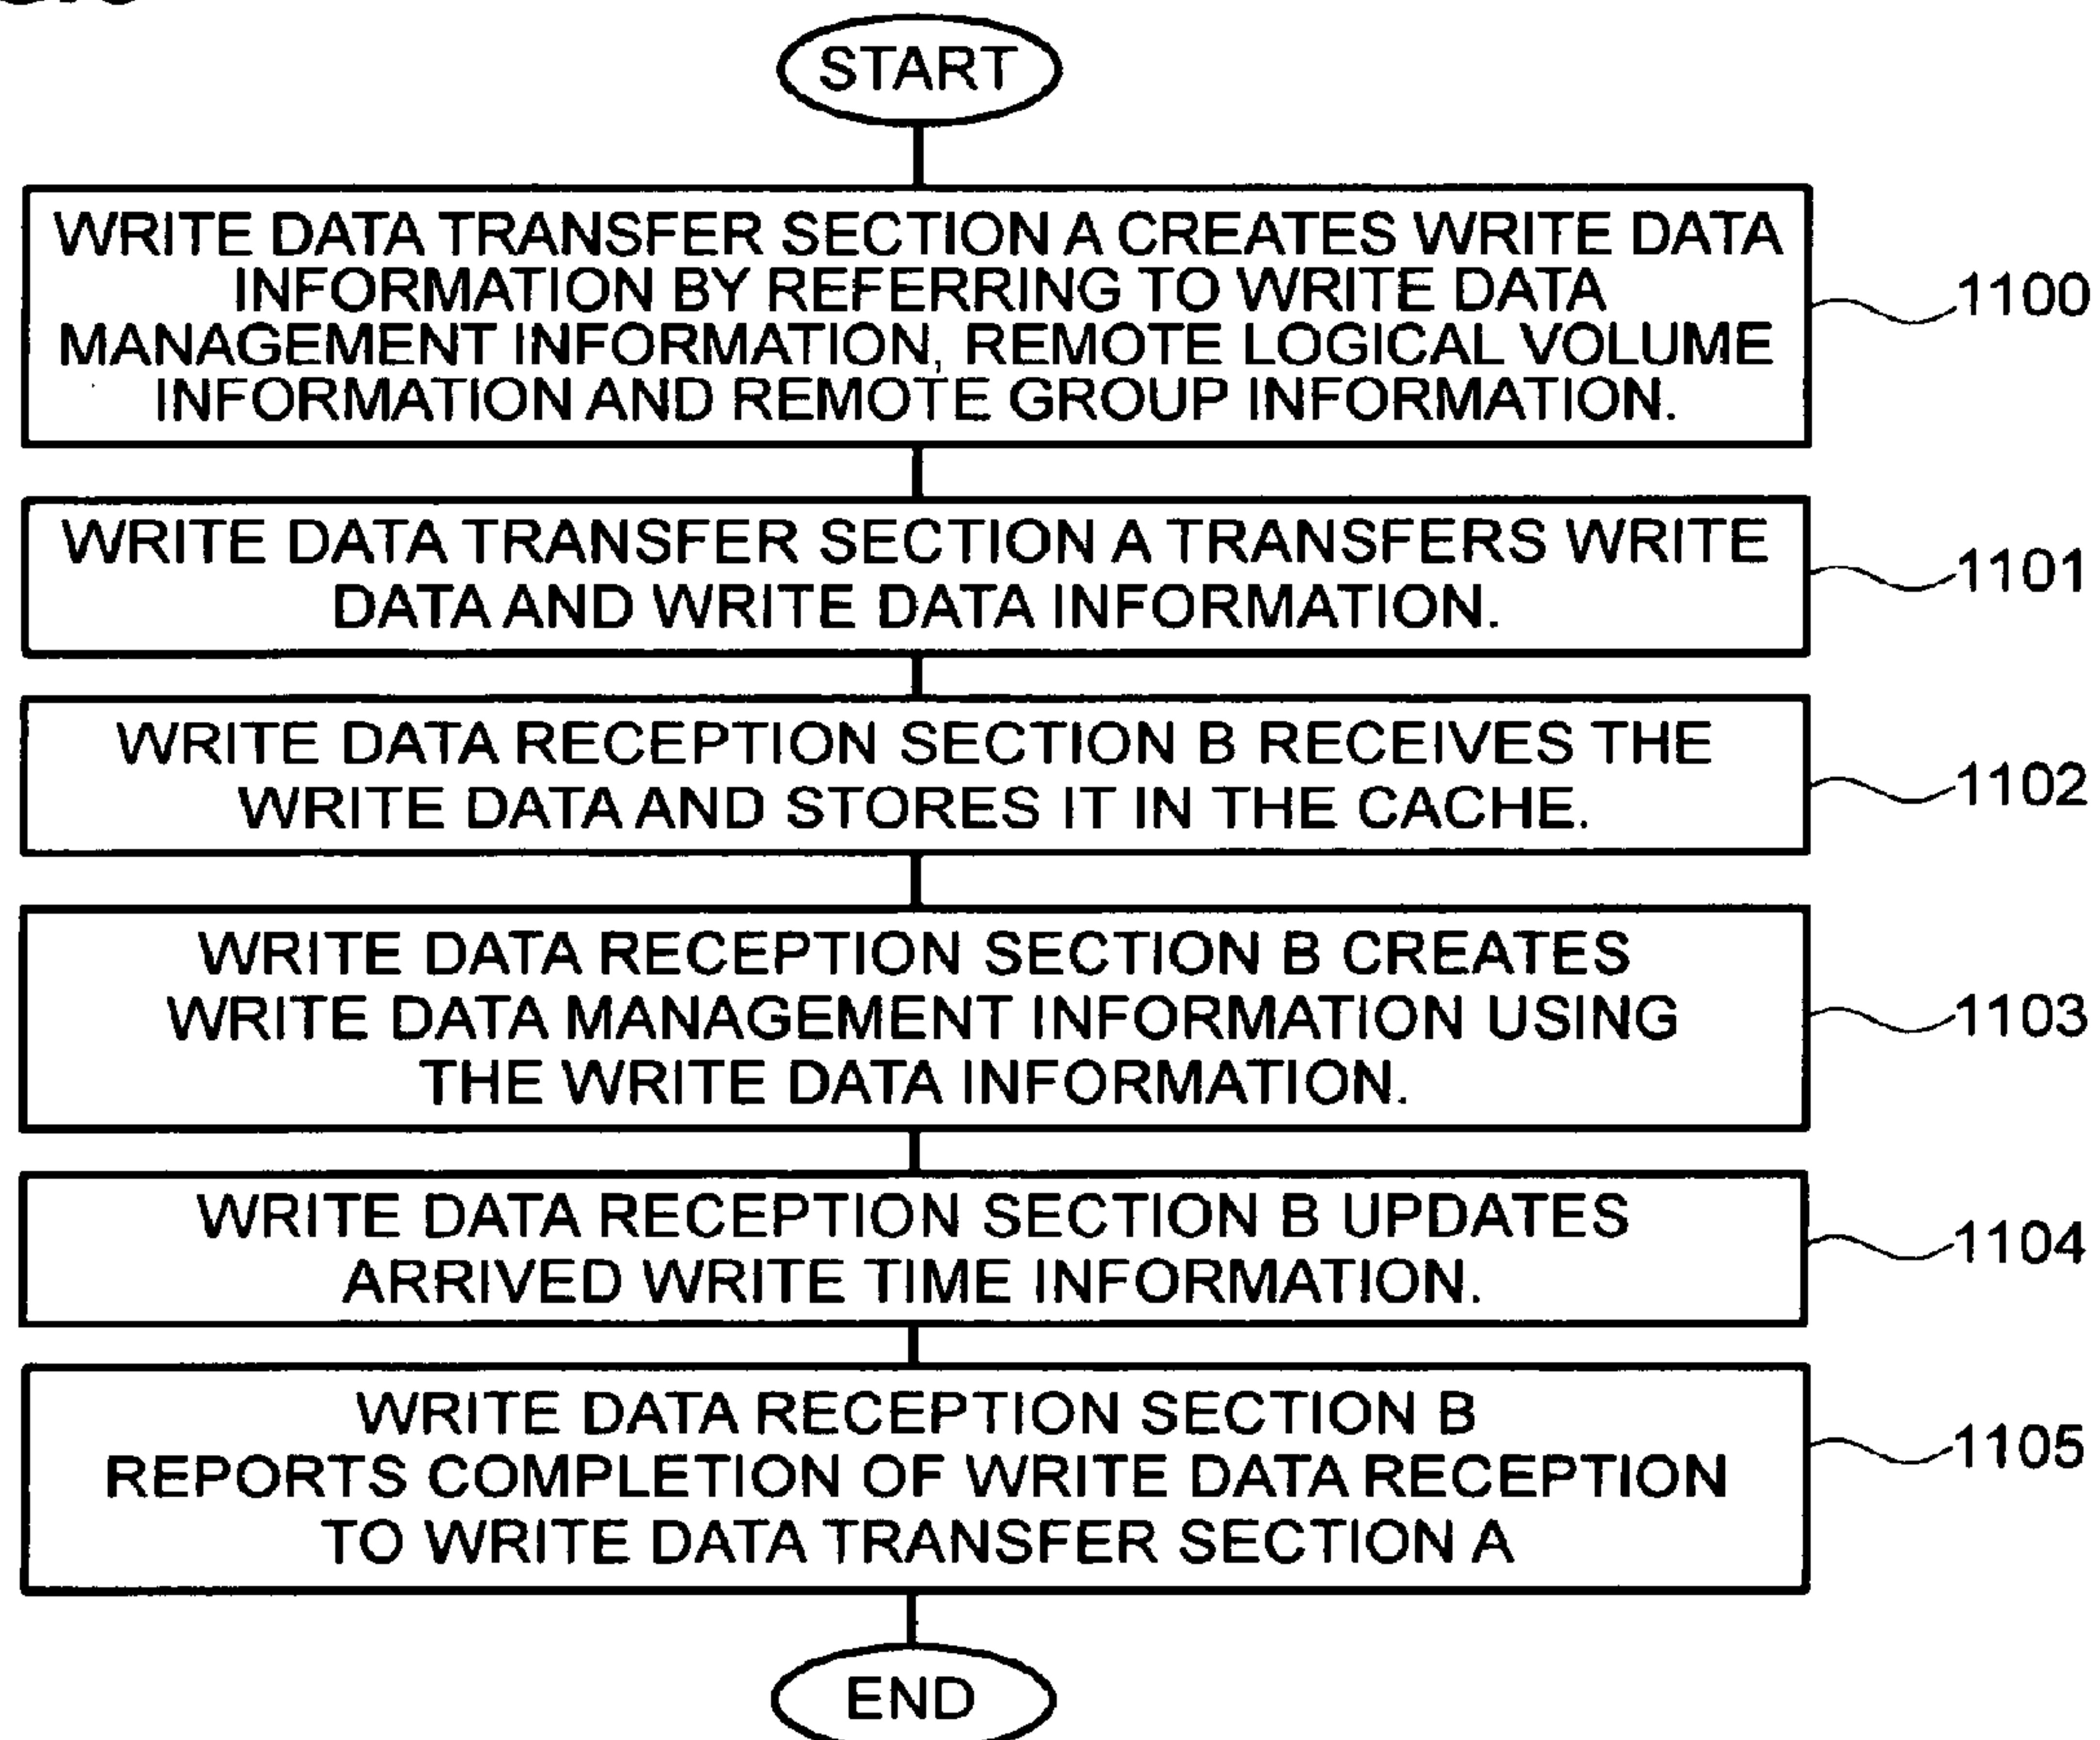 START
WRITE DATA TRANSFER SECTION A CREATES WRITE DATA
INFORMATION BY REFERRING TO WRITE DATA
MANAGEMENT INFORMATION, REMOTE LOGICAL VOLUME
INFORMATION AND REMOTE GROUP INFORMATION.
1100
WRITE DATA TRANSFER SECTION A TRANSFERS WRITE
DATA AND WRITE DATA INFORMATION.
1101
WRITE DATA RECEPTION SECTION B RECEIVES THE
WRITE DATA AND STORES IT IN THE CACHE.
1102
WRITE DATA RECEPTION SECTION B CREATES
WRITE DATA MANAGEMENT INFORMATION USING
THE WRITE DATA INFORMATION.
1103
WRITE DATA RECEPTION SECTION B UPDATES
ARRIVED WRITE TIME INFORMATION.
1104
WRITE DATA RECEPTION SECTION B
REPORTS COMPLETION OF WRITE DATA RECEPTION
TO WRITE DATA TRANSFER SECTION A
1105
END